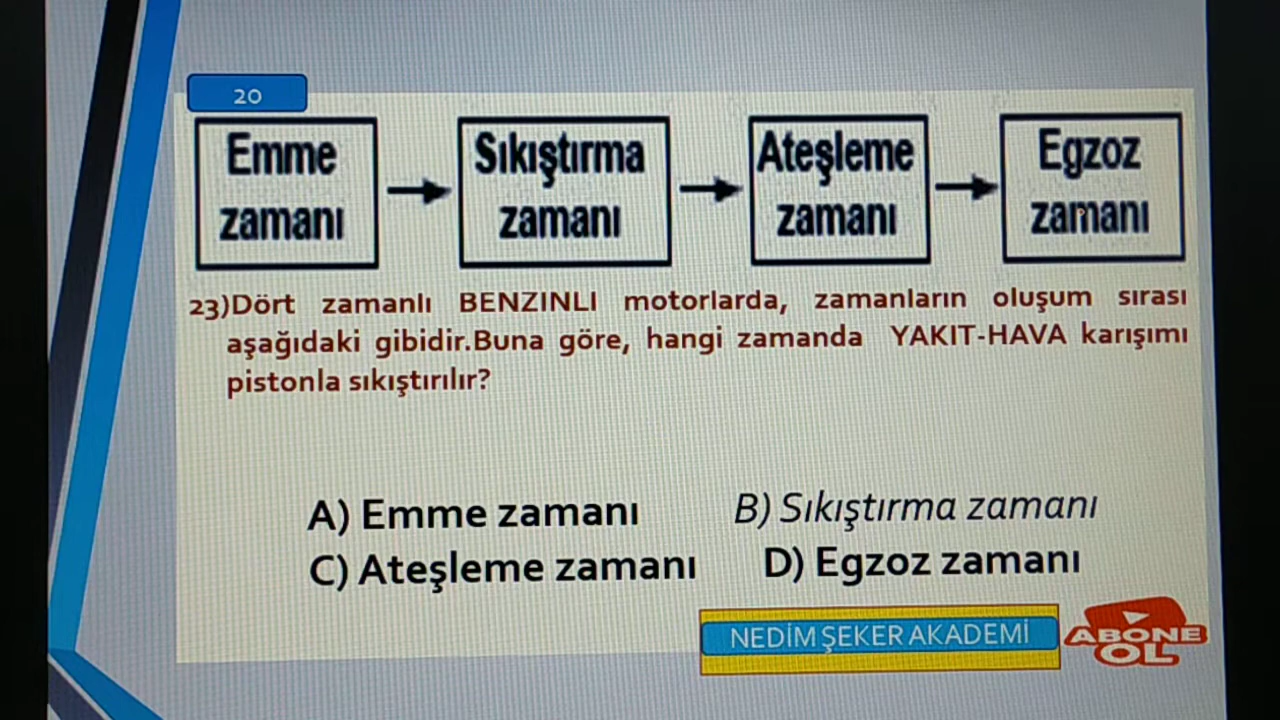 20
Emme zamanı
Sıkıştırma zamanı
Ateşleme zamanı
Egzoz zamanı
23)Dört zamanlı BENZINLI motorlarda, zamanların oluşum sırası
aşağıdaki gibidir.Buna göre, hangi zamanda YAKIT-HAVA karışımı
pistonla sıkıştırılır?
A) Emme zamanı B) Sıkıştırma zamanı
C) Ateşleme zamanı D) Egzoz zamanı
NEDİM ŞEKER AKADEMİ
ABONE
OL